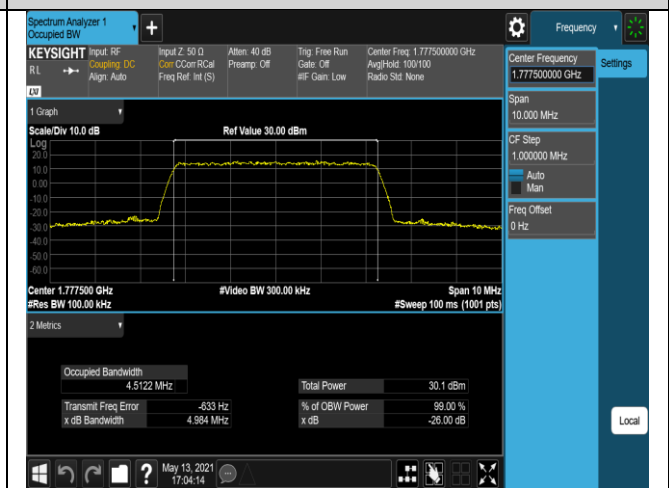 Spectrum Analyzer 1
Occupied BW
Frequency
KEYSIGHT
R L
LXI
Input: RF
Coupling: DC
Align: Auto
Input Z: 50 Ω
Corr CCorr RCal
Freq Ref: Int (S)
Atten: 40 dB
Preamp: Off
Trig: Free Run
Gate: Off
#IF Gain: Low
Center Freq: 1.777500000 GHz
Avg|Hold: 100/100
Radio Std: None
1 Graph
Scale/Div 10.0 dB
Ref Value 30.00 dBm
Log
20.0
10.0
0.00
-10.0
-20.0
-30.0
-40.0
-50.0
-60.0
Center 1.777500 GHz
#Video BW 300.00 kHz
Span 10 MHz
#Res BW 100.00 kHz
#Sweep 100 ms (1001 pts)
2 Metrics
Occupied Bandwidth
4.5122 MHz
Total Power 30.1 dBm
Transmit Freq Error -633 Hz
% of OBW Power 99.00 %
x dB Bandwidth 4.984 MHz
x dB -26.00 dB
Center Frequency
1.777500000 GHz
Settings
Span
10.000 MHz
CF Step
1.000000 MHz
Auto
Man
Freq Offset
0 Hz
Local
?
May 13, 2021
17:04:14